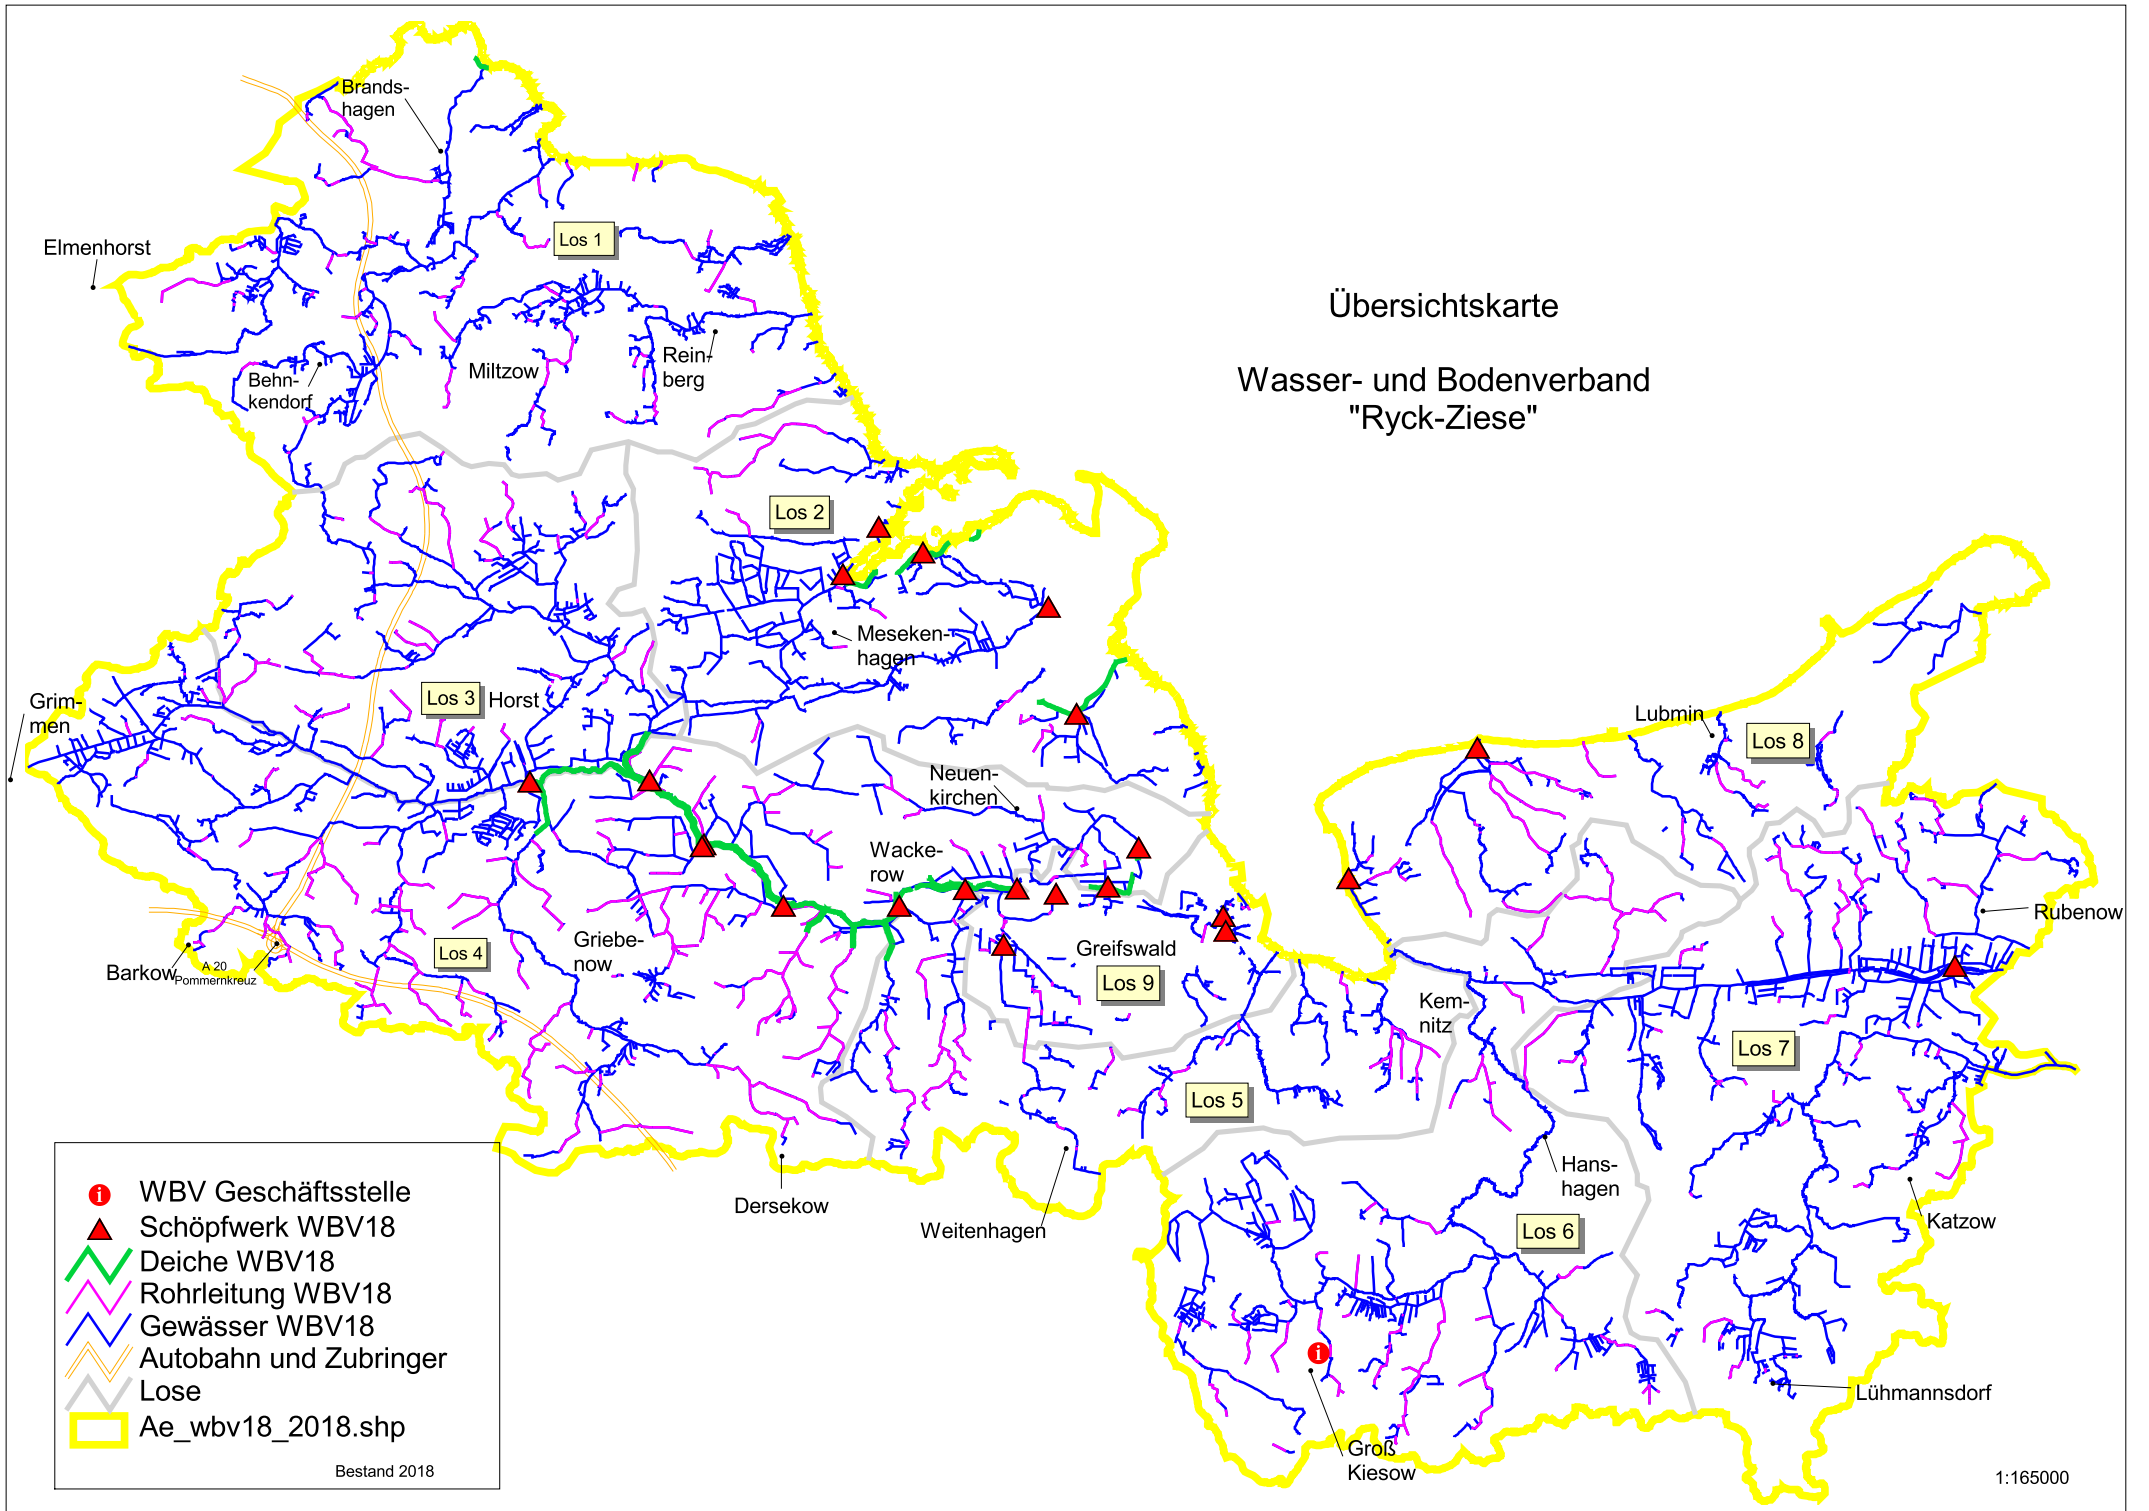 Brands-
hagen
Elmenhorst
Los 1
Übersichtskarte
Wasser- und Bodenverband
"Ryck-Ziese"
Rein-
berg
Miltzow
Behn-
kendorf
Los 2
Meseken-
hagen
Grim-
men
Los 3
Horst
Lubmin
Los 8
Neuen-
kirchen
Wacke-
row
Rubenow
Griebe-
now
Los 4
Greifswald
Los 9
Barkow
A 20
Pommernkreuz
Kem-
nitz
Los 7
Los 5
Hans-
hagen
Dersekow
Weitenhagen
Los 6
Katzow
Lühmannsdorf
Groß
Kiesow
WBV Geschäftsstelle
Schöpfwerk WBV18
Deiche WBV18
Rohrleitung WBV18
Gewässer WBV18
Autobahn und Zubringer
Lose
Ae_wbv18_2018.shp
Bestand 2018
1:165000